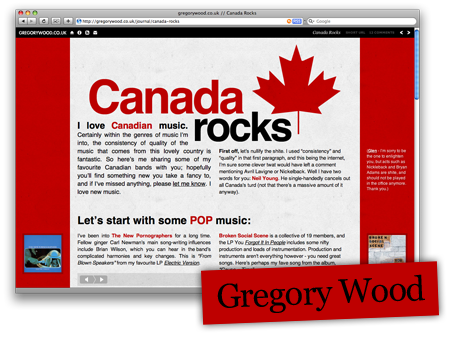 gregorywood.co.uk // Canada Rocks
http://gregorywood.co.uk/journal/canada-rocks
GREGORYWOOD.CO.UK
Canada Rocks
Canada
rocks
I love Canadian music.
Certainly within the genres of music I'm
into, the consistency of quality of the
music that comes from this lovely country is
fantastic. So here's me sharing some of my
favourite Canadian bands with you; hopefully
you'll find something new you take a fancy to,
and if I've missed anything, please let me know. I
love new music.
First off, let's nullify the shite. I used "consistency" and
"quality" in that first paragraph, and this being the internet,
I'm sure some clever twat would have left a comment
mentioning Avril Lavigne or Nickelback. Well I have two
words for you: Neil Young. He single-handedly cancels out
all Canada's turd (not that there's a massive amount of it
anyway).
(Glen - I'm sorry to
be the one to enlighten
you, but acts such as
Nickelback and Bryan
Adams are shite, and
should not be played
in the office anymore.
Thank you.)
Let's start with some POP music:
I've been into The New Pornographers for a long time.
Fellow ginger Carl Newman's main song-writing influences
include Brian Wilson, which you can hear in the band's
complicated harmonies and key changes. This is "From
Blown Speakers" from my favourite LP Electric Version.
Broken Social Scene is a collective of 19 members, and
the LP You Forgot It In People includes some nifty
production and loads of instrumentation. Production and
instruments aren't everything however - you need great
songs. Here's perhaps my fave song from the album,
Gregory Wood